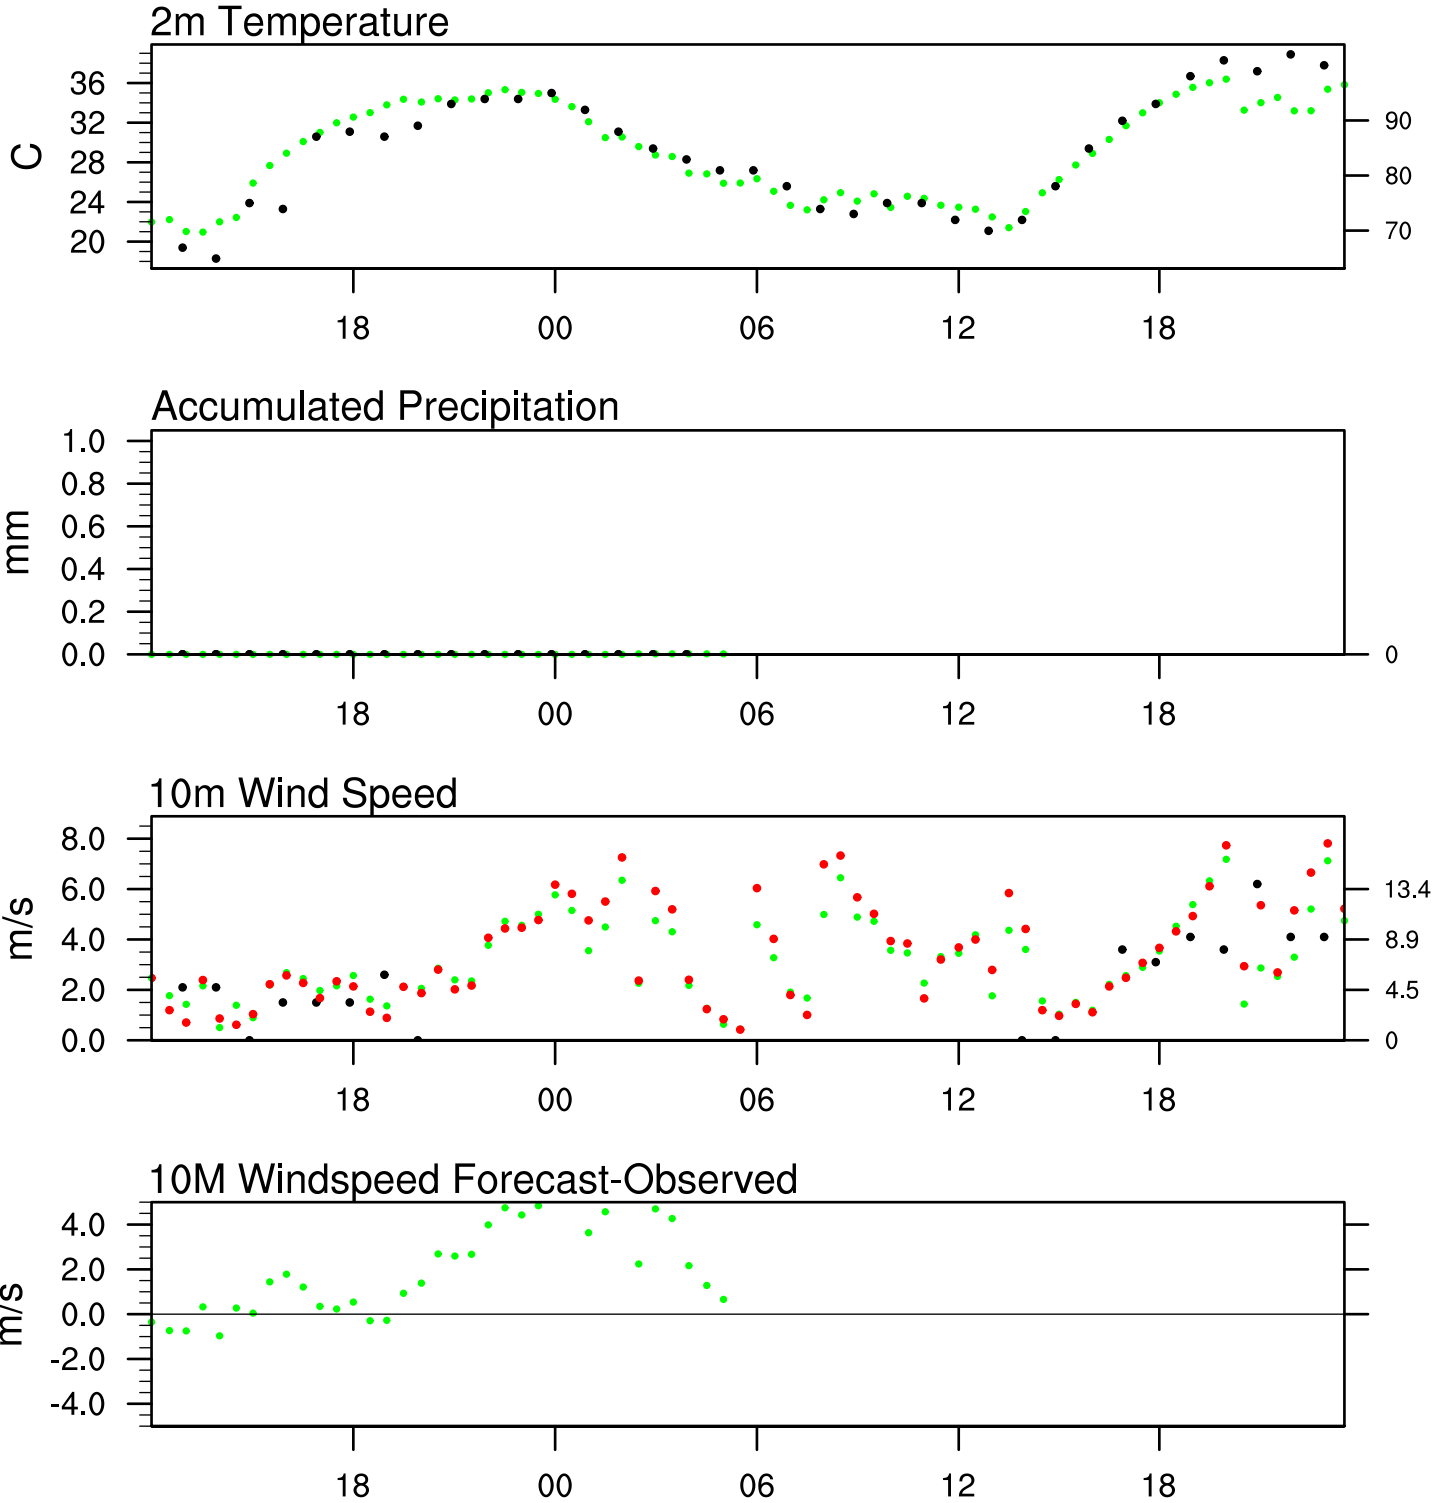 2m Temperature
36
32
28
24
20
C
90
80
70
18 00 06 12 18
Accumulated Precipitation
1.0
0.8
0.6
0.4
0.2
0.0
mm
0
18 00 06 12 18
10m Wind Speed
8.0
6.0
4.0
2.0
0.0
m/s
13.4
8.9
4.5
0
18 00 06 12 18
10M Windspeed Forecast-Observed
4.0
2.0
0.0
-2.0
-4.0
m/s
18 00 06 12 18